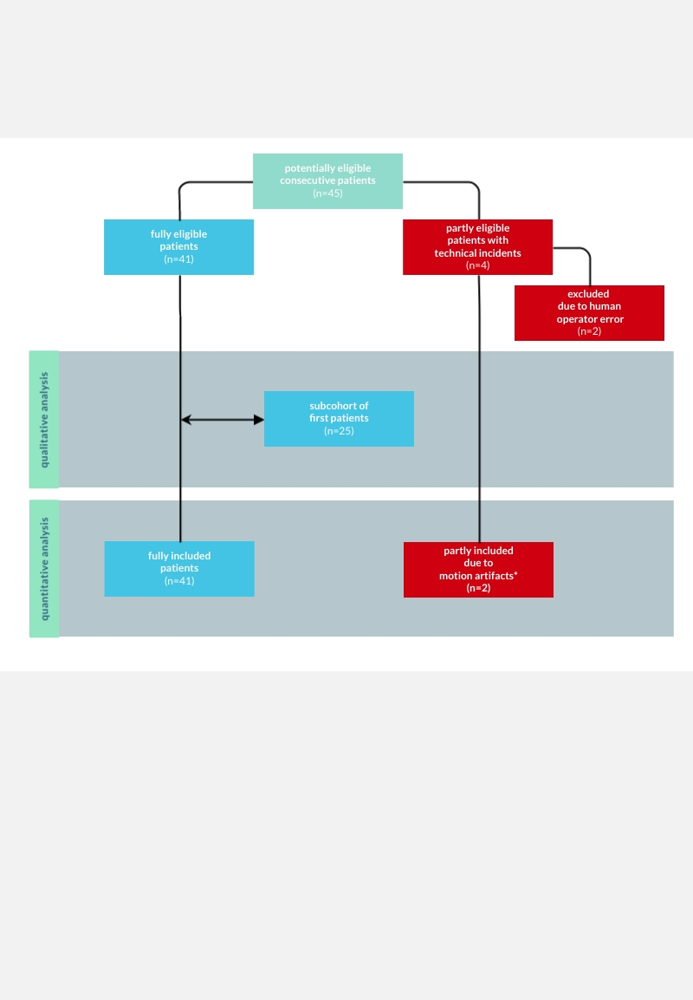 potentially eligible
consecutive patients
(n=45)
fully eligible
patients
(n=41)
partly eligible
patients with
technical incidents
(n=4)
excluded
due to human
operator error
(n=2)
qualitative analysis
subcohort of
first patients
(n=25)
quantitative analysis
fully included
patients
(n=41)
partly included
due to
motion artifacts*
(n=2)